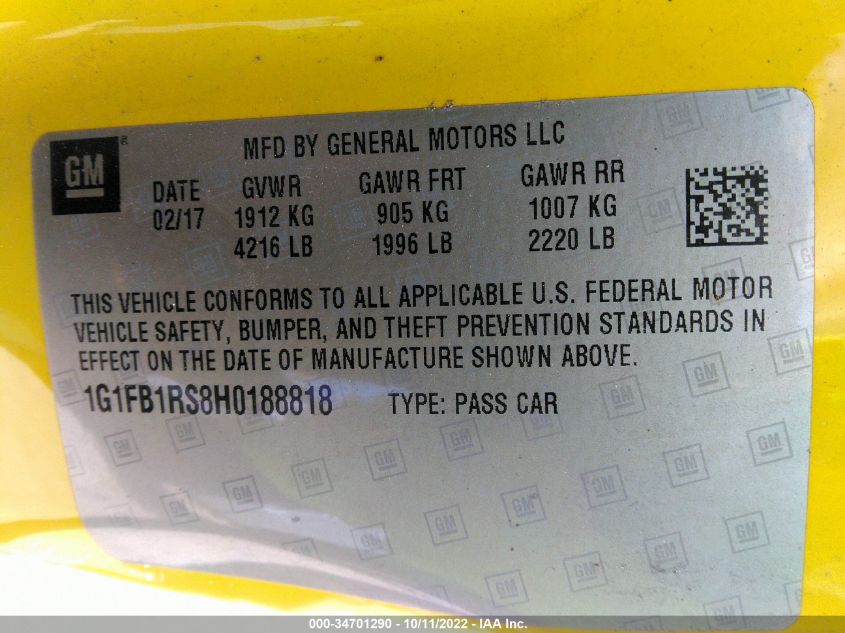 GM
MFD BY GENERAL MOTORS LLC
DATE GVWR GAWR FRT GAWR RR
02/17 1912 KG 905 KG 1007 KG
4216 LB 1996 LB 2220 LB
THIS VEHICLE CONFORMS TO ALL APPLICABLE U.S. FEDERAL MOTOR
VEHICLE SAFETY, BUMPER, AND THEFT PREVENTION STANDARDS IN
EFFECT ON THE DATE OF MANUFACTURE SHOWN ABOVE.
1G1FB1RS8H0188818 TYPE: PASS CAR
000-34701290 - 10/11/2022 - IAA Inc.